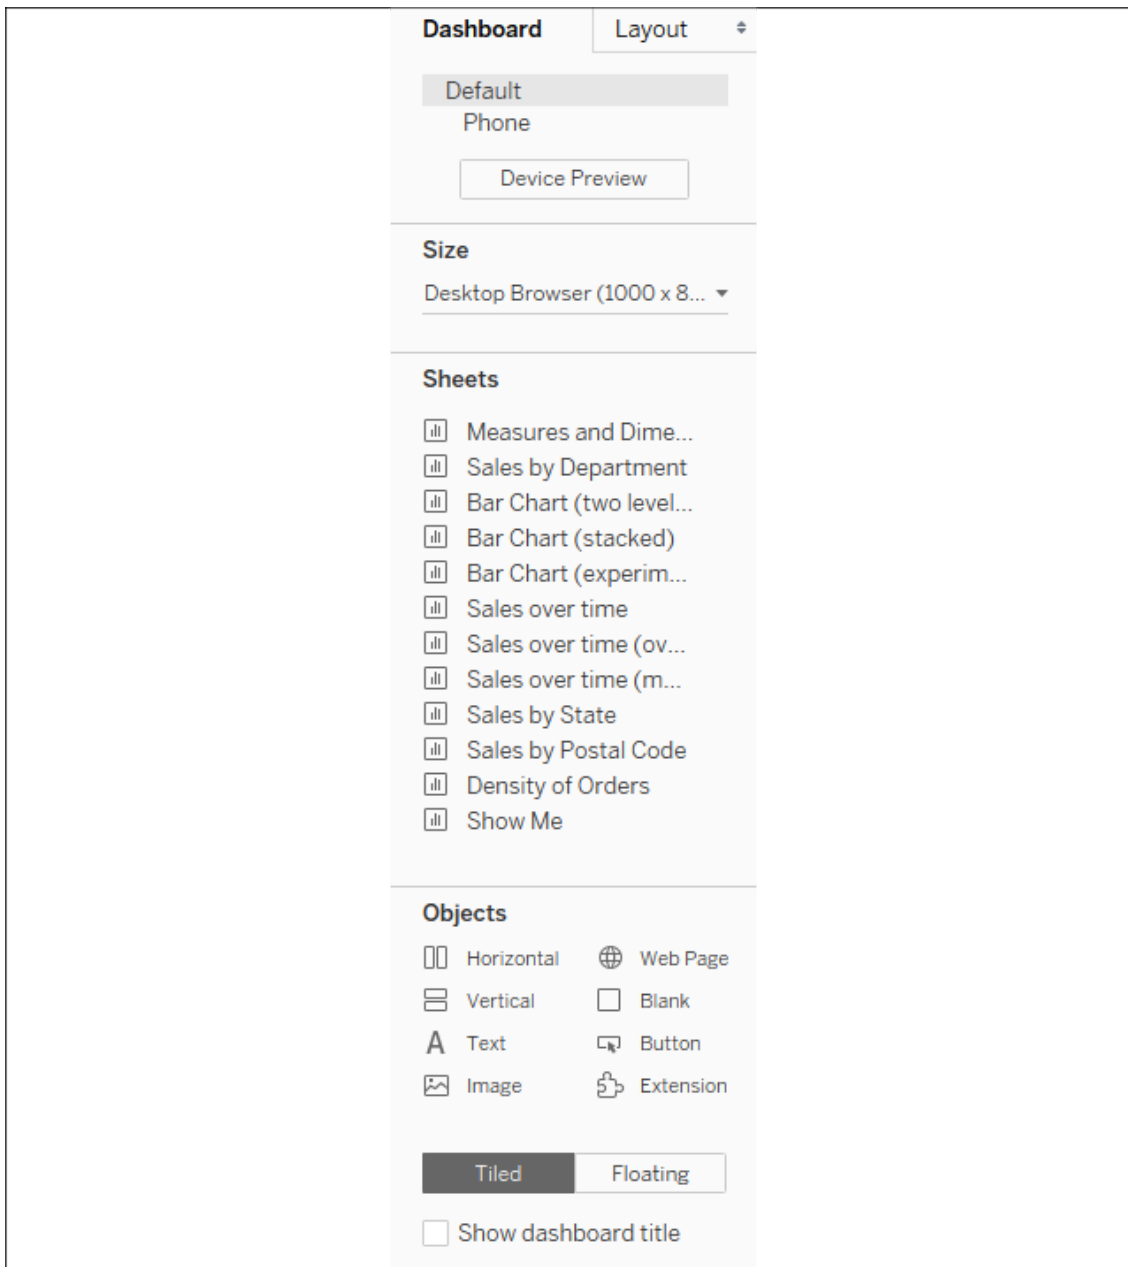 Dashboard Layout
Default
Phone
Device Preview
Size
Desktop Browser (1000 x 8...
Sheets
Measures and Dime...
Sales by Department
Bar Chart (two level...
Bar Chart (stacked)
Bar Chart (experim...
Sales over time
Sales over time (ov...
Sales over time (m...
Sales by State
Sales by Postal Code
Density of Orders
Show Me
Objects
Horizontal Web Page
Vertical Blank
Text Button
Image Extension
Tiled Floating
Show dashboard title